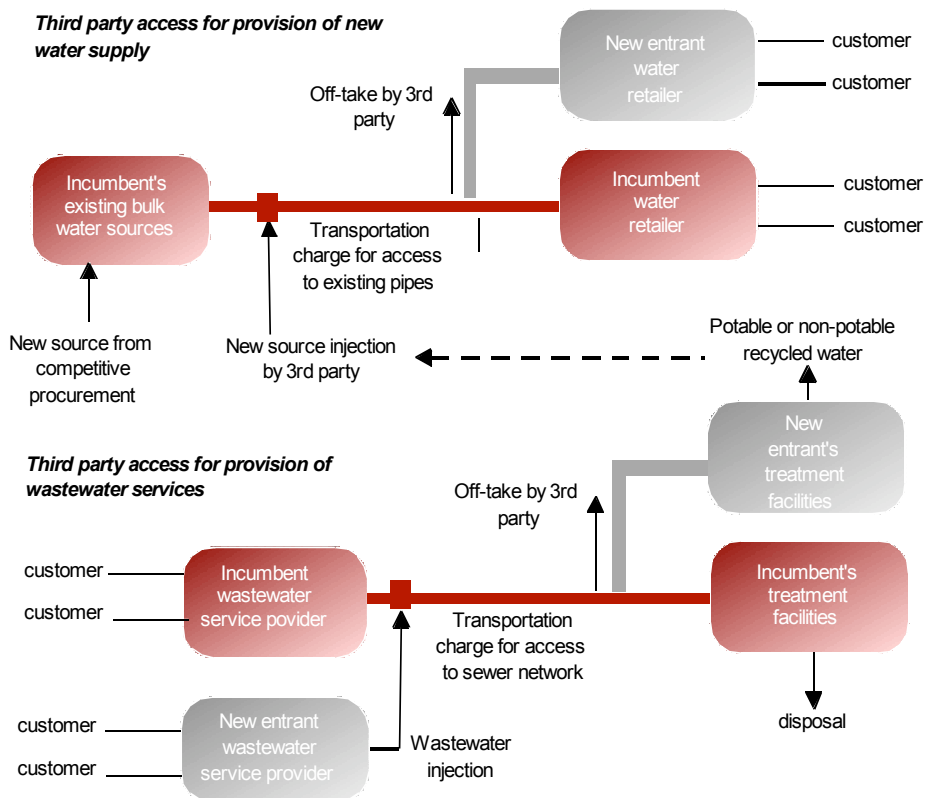 Third party access for provision of new
water supply
New entrant
water
retailer
customer
customer
Off-take by 3rd
party
Incumbent's
existing bulk
water sources
Incumbent
water
retailer
customer
customer
Transportation
charge for access
to existing pipes
New source from
competitive
procurement
New source injection
by 3rd party
Potable or non-potable
recycled water
New
entrant's
treatment
facilities
Third party access for provision of
wastewater services
Off-take by 3rd
party
customer
customer
Incumbent
wastewater
service povider
Incumbent's
treatment
facilities
Transportation
charge for access
to sewer network
disposal
customer
customer
New entrant
wastewater
service provider
Wastewater
injection